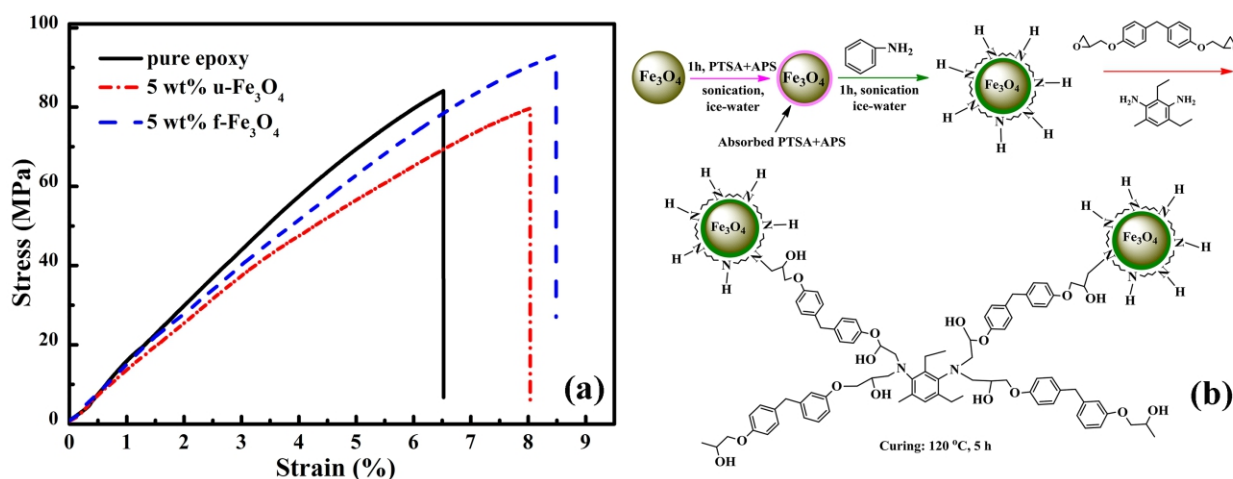 100
80
60
40
20
0
0 1 2 3 4 5 6 7 8 9
Stress (MPa)
Strain (%)
pure epoxy
5 wt% u-Fe₃O₄
5 wt% f-Fe₃O₄
(a)
Fe₃O₄
1h, PTSA+APS
sonication,
ice-water
Fe₃O₄
Absorbed PTSA+APS
NH₂
1h, sonication
ice-water
H
H
H
H
H
H
H
N
N
N
N
N
N
N
Fe₃O₄
O
O
O
O
H₂N
NH₂
H
H
H
H
H
H
N
N
N
N
N
N
N
Fe₃O₄
OH
O
O
HO
H
H
H
H
H
H
N
N
N
N
N
N
N
Fe₃O₄
OH
O
O
HO
N
N
OH
O
O
OH
OH
O
O
OH
(b)
Curing: 120 °C, 5 h